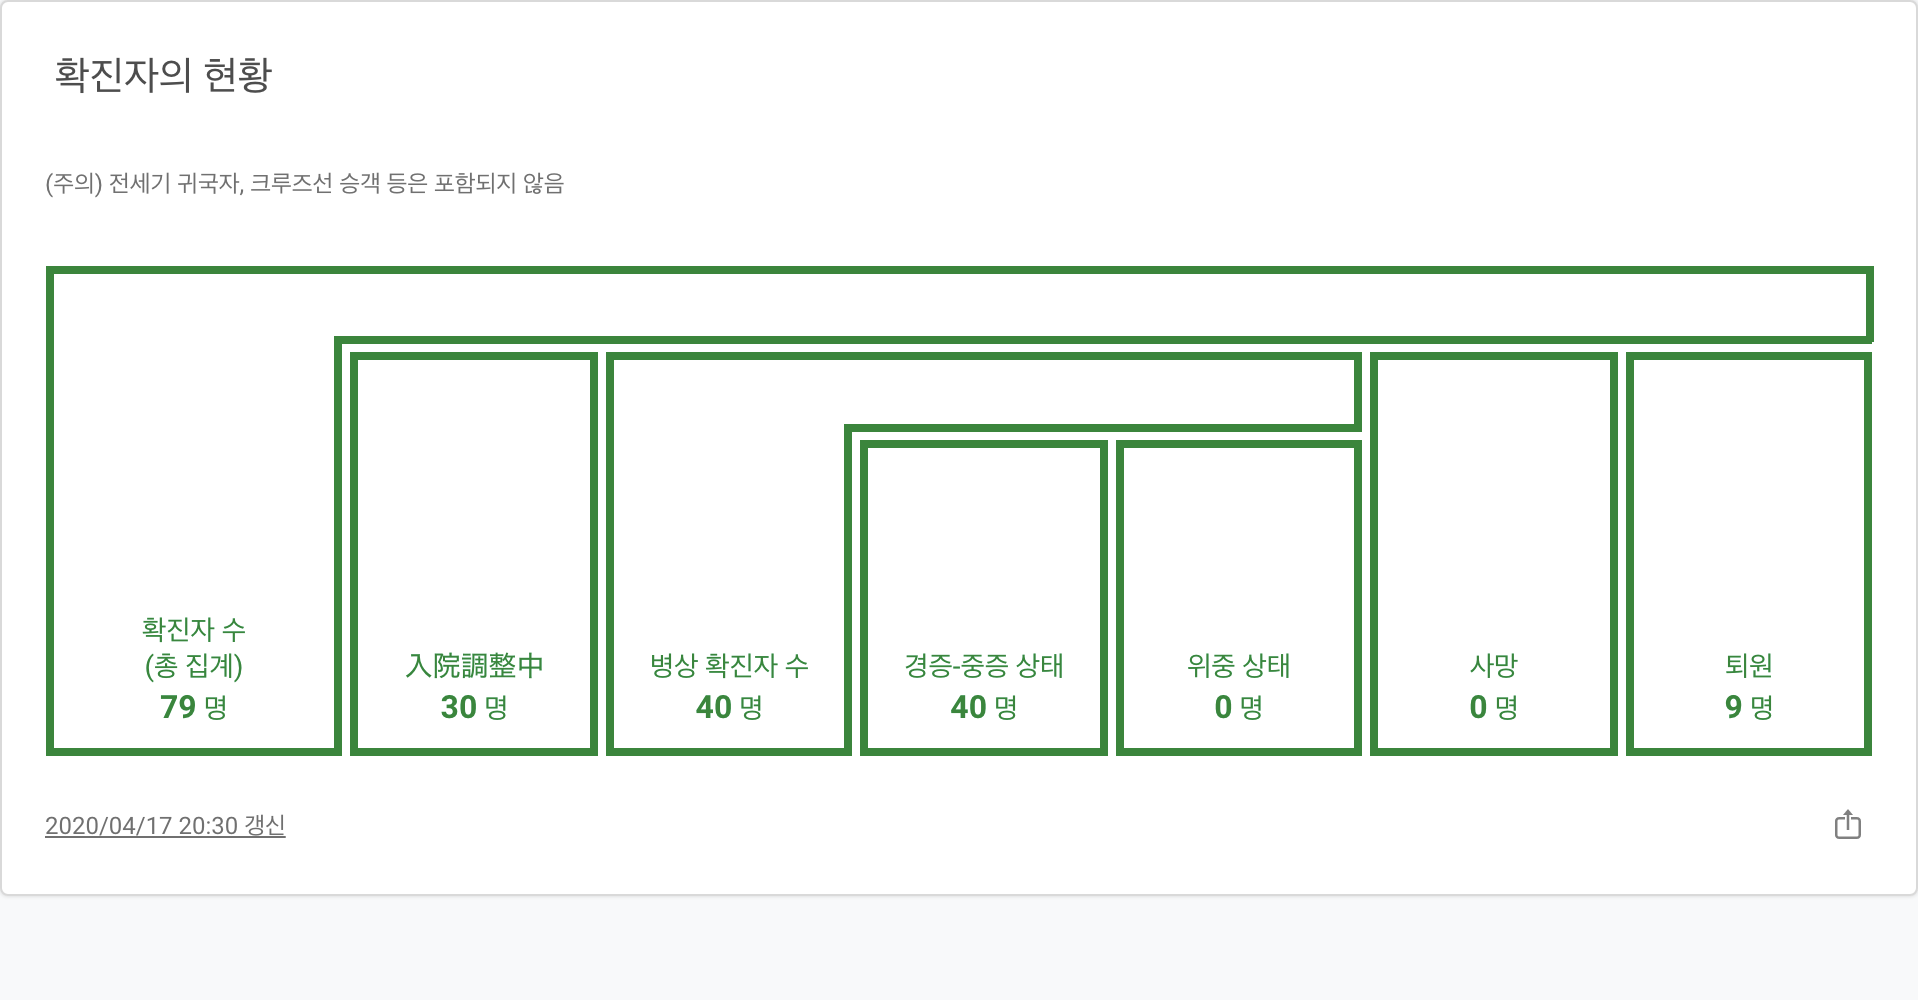 확진자의 현황
(주의) 전세기 귀국자, 크루즈선 승객 등은 포함되지 않음
확진자 수
(총 집계)
79 명
入院調整中
30 명
병상 확진자 수
40 명
경증-중증 상태
40 명
위중 상태
0 명
사망
0 명
퇴원
9 명
2020/04/17 20:30 갱신